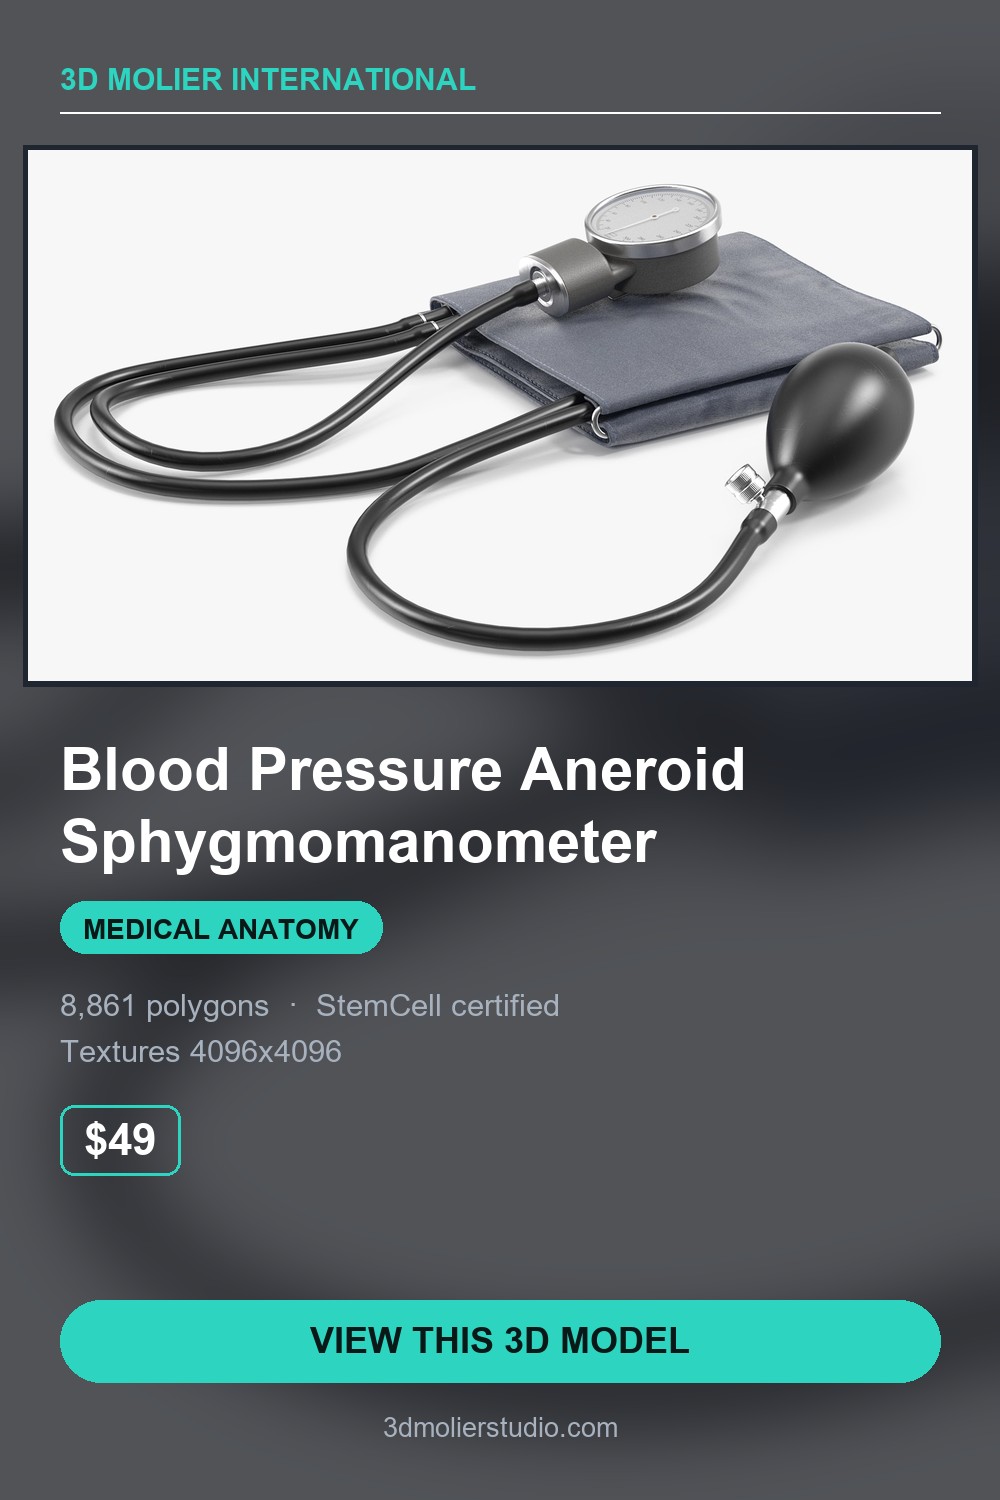 3D MOLIER INTERNATIONAL
Blood Pressure Aneroid
Sphygmomanometer
MEDICAL ANATOMY
8,861 polygons · StemCell certified
Textures 4096x4096
$49
VIEW THIS 3D MODEL
3dmolierstudio.com